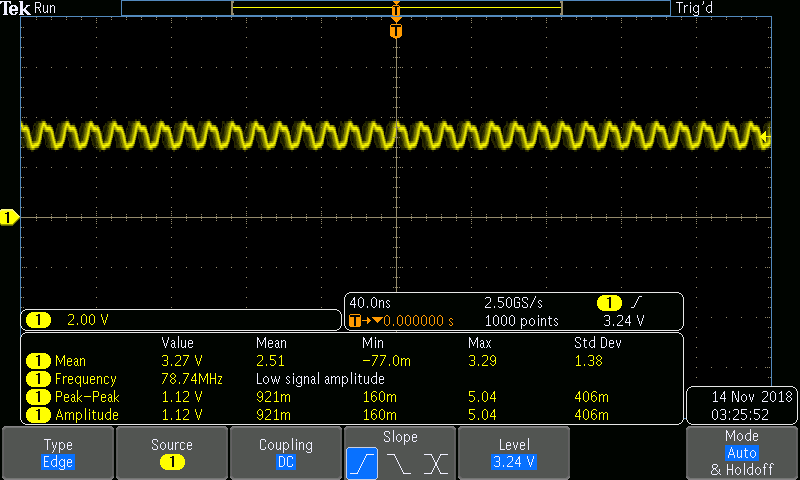 Tek Run Trig'd
T
T
1
1 2.00 V
40.0ns 2.50GS/s 1
T→▼0.000000 s 1000 points 3.24 V
Value Mean Min Max Std Dev
1 Mean 3.27 V 2.51 −77.0m 3.29 1.38
1 Frequency 78.74MHz Low signal amplitude
1 Peak−Peak 1.12 V 921m 160m 5.04 406m
1 Amplitude 1.12 V 921m 160m 5.04 406m
14 Nov 2018
03:25:52
Type
Edge
Source
1
Coupling
DC
Slope
Level
3.24 V
Mode
Auto
& Holdoff